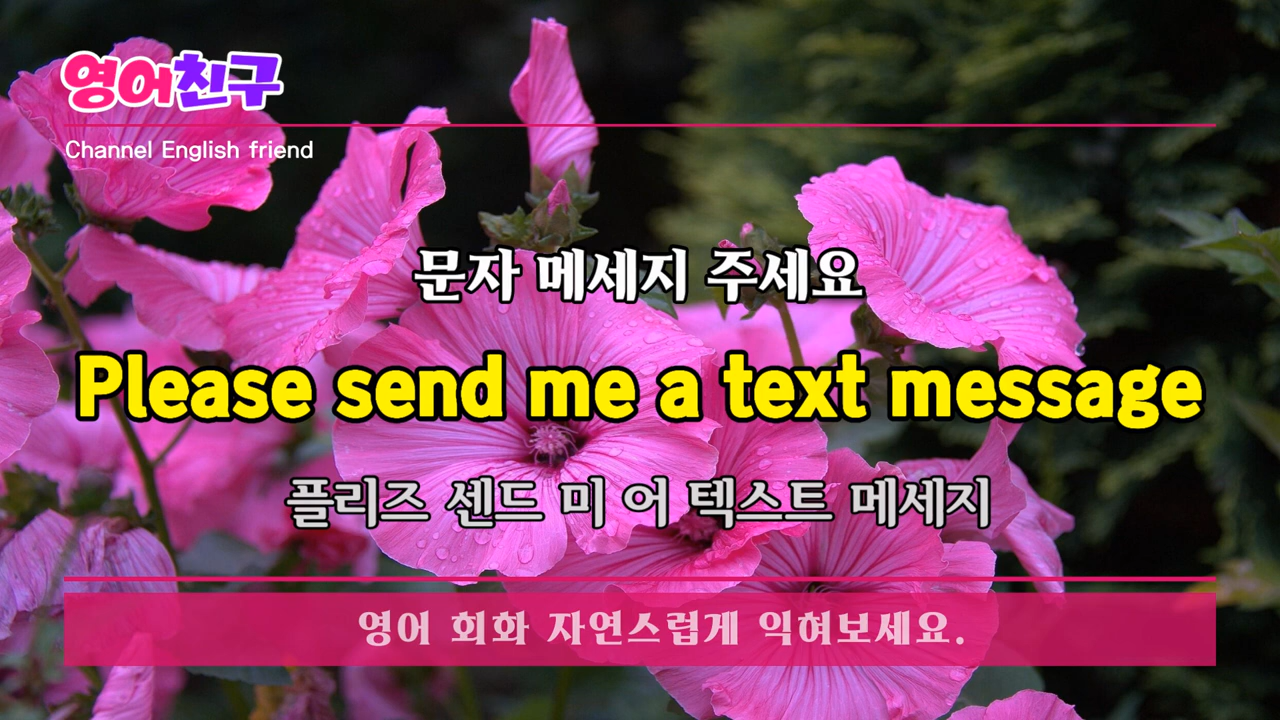 영어친구
Channel English friend
문자 메세지 주세요
Please send me a text message
플리즈 센드 미 어 텍스트 메세지
영어 회화 자연스럽게 익혀보세요.